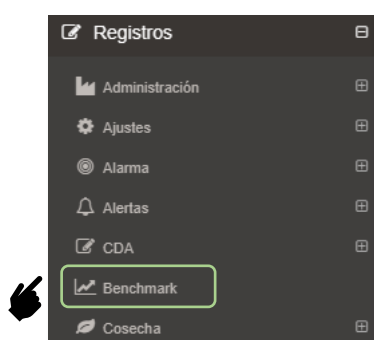 Registros
Administración
Ajustes
Alarma
Alertas
CDA
Benchmark
Cosecha